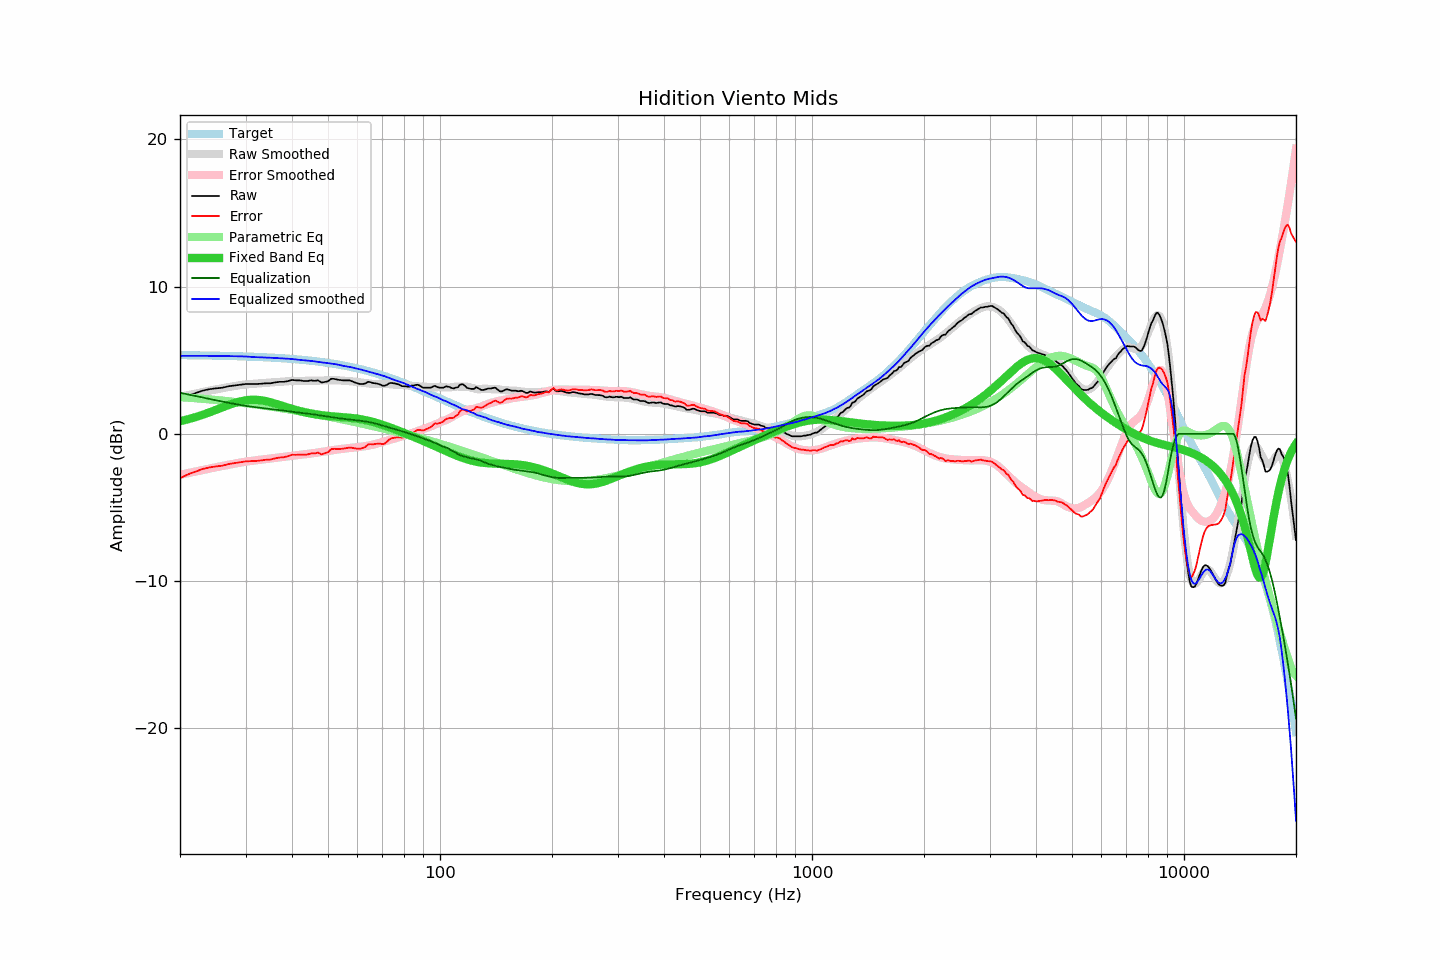 Hidition Viento Mids
Target
Raw Smoothed
Error Smoothed
Raw
Error
Parametric Eq
Fixed Band Eq
Equalization
Equalized smoothed
20
10
0
−10
−20
Amplitude (dBr)
100
1000
10000
Frequency (Hz)